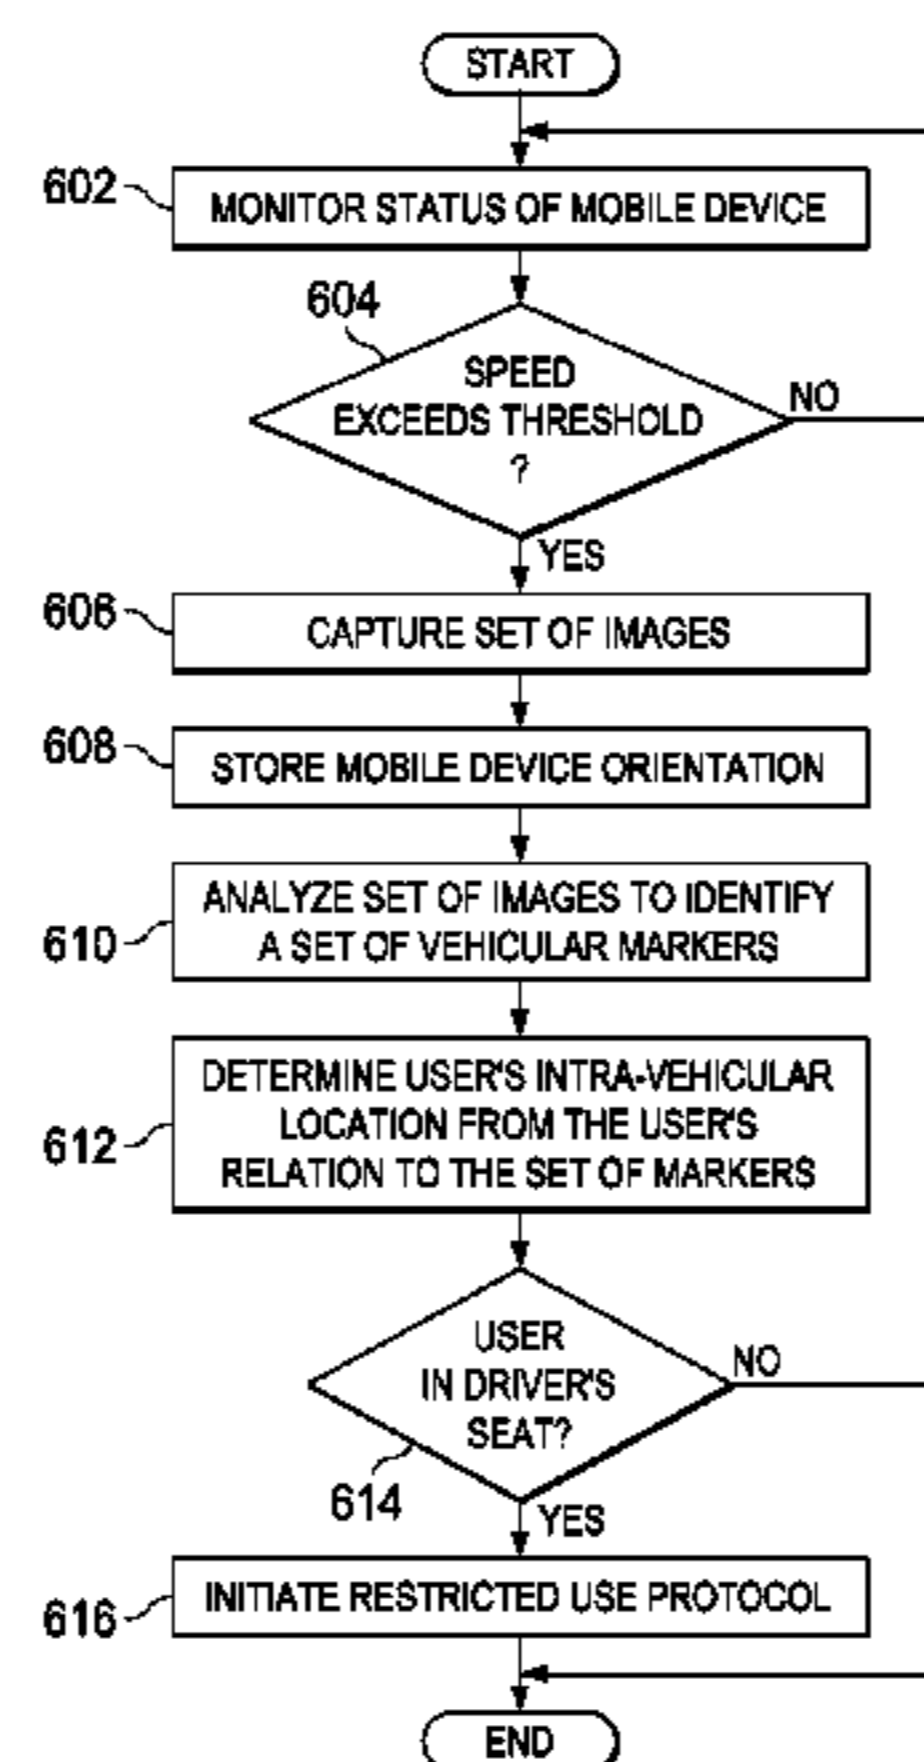 START
602
MONITOR STATUS OF MOBILE DEVICE
604
SPEED
EXCEEDS THRESHOLD
?
NO
YES
606
CAPTURE SET OF IMAGES
608
STORE MOBILE DEVICE ORIENTATION
610
ANALYZE SET OF IMAGES TO IDENTIFY
A SET OF VEHICULAR MARKERS
612
DETERMINE USER'S INTRA-VEHICULAR
LOCATION FROM THE USER'S
RELATION TO THE SET OF MARKERS
USER
IN DRIVER'S
SEAT?
NO
614
YES
616
INITIATE RESTRICTED USE PROTOCOL
END